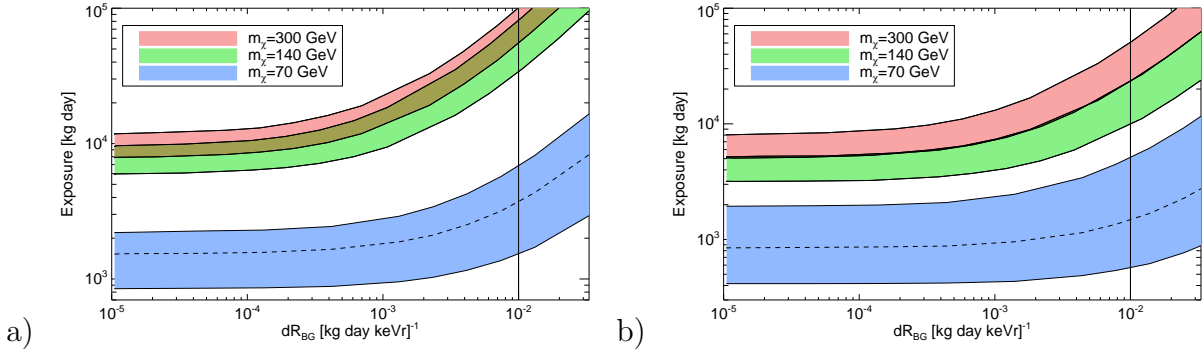 10^5
10^4
10^3
Exposure [kg day]
m_χ=300 GeV
m_χ=140 GeV
m_χ=70 GeV
10^-5 10^-4 10^-3 10^-2
dR_BG [kg day keVr]^-1
a)
10^5
10^4
10^3
Exposure [kg day]
m_χ=300 GeV
m_χ=140 GeV
m_χ=70 GeV
10^-5 10^-4 10^-3 10^-2
dR_BG [kg day keVr]^-1
b)